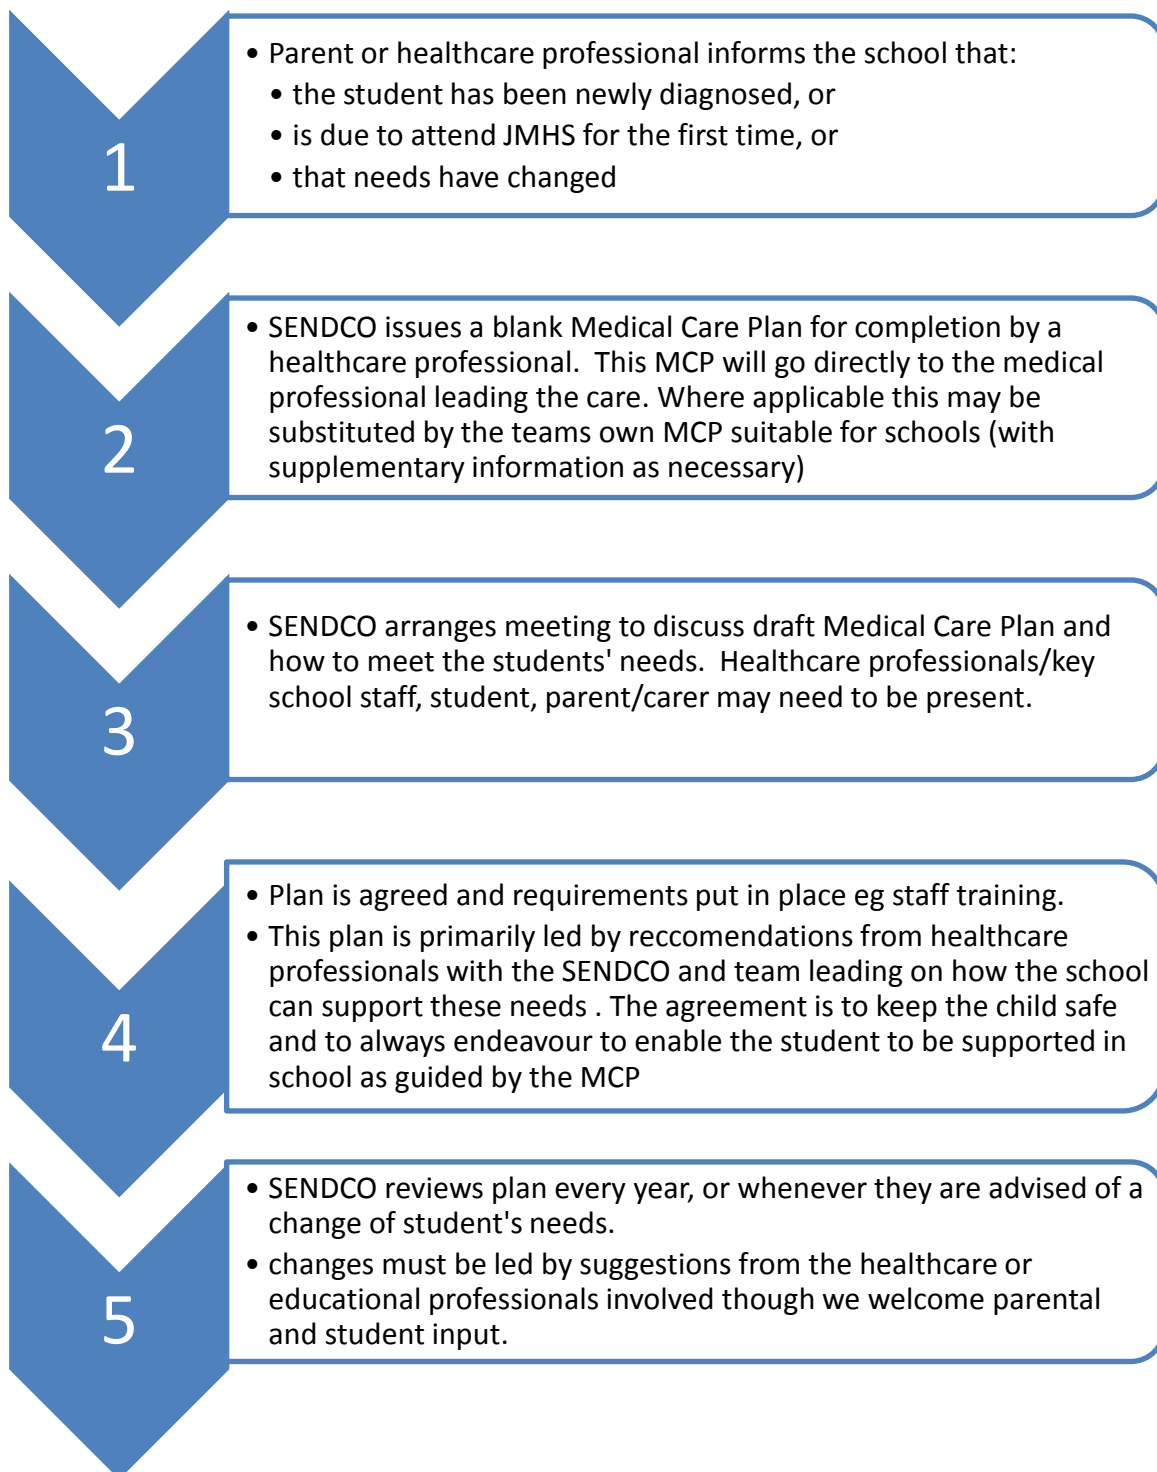 1
• Parent or healthcare professional informs the school that:
• the student has been newly diagnosed, or
• is due to attend JMHS for the first time, or
• that needs have changed
2
• SENDCO issues a blank Medical Care Plan for completion by a
healthcare professional.  This MCP will go directly to the medical
professional leading the care. Where applicable this may be
substituted by the teams own MCP suitable for schools (with
supplementary information as necessary)
3
• SENDCO arranges meeting to discuss draft Medical Care Plan and
how to meet the students' needs.  Healthcare professionals/key
school staff, student, parent/carer may need to be present.
4
• Plan is agreed and requirements put in place eg staff training.
• This plan is primarily led by reccomendations from healthcare
professionals with the SENDCO and team leading on how the school
can support these needs . The agreement is to keep the child safe
and to always endeavour to enable the student to be supported in
school as guided by the MCP
5
• SENDCO reviews plan every year, or whenever they are advised of a
change of student's needs.
• changes must be led by suggestions from the healthcare or
educational professionals involved though we welcome parental
and student input.